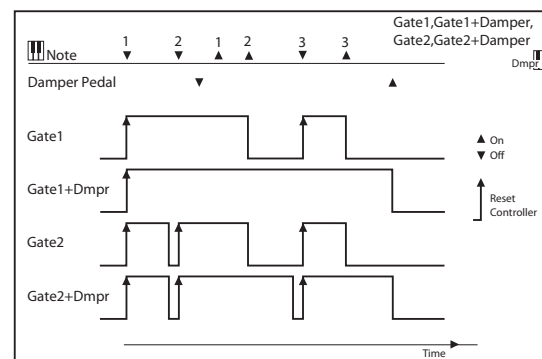 Gate1,Gate1+Damper,
Gate2,Gate2+Damper
1 2 1 2 3 3
Note
Dmpr
Damper Pedal
Gate1
On
Off
Gate1+Dmpr
Reset
Controller
Gate2
Gate2+Dmpr
Time